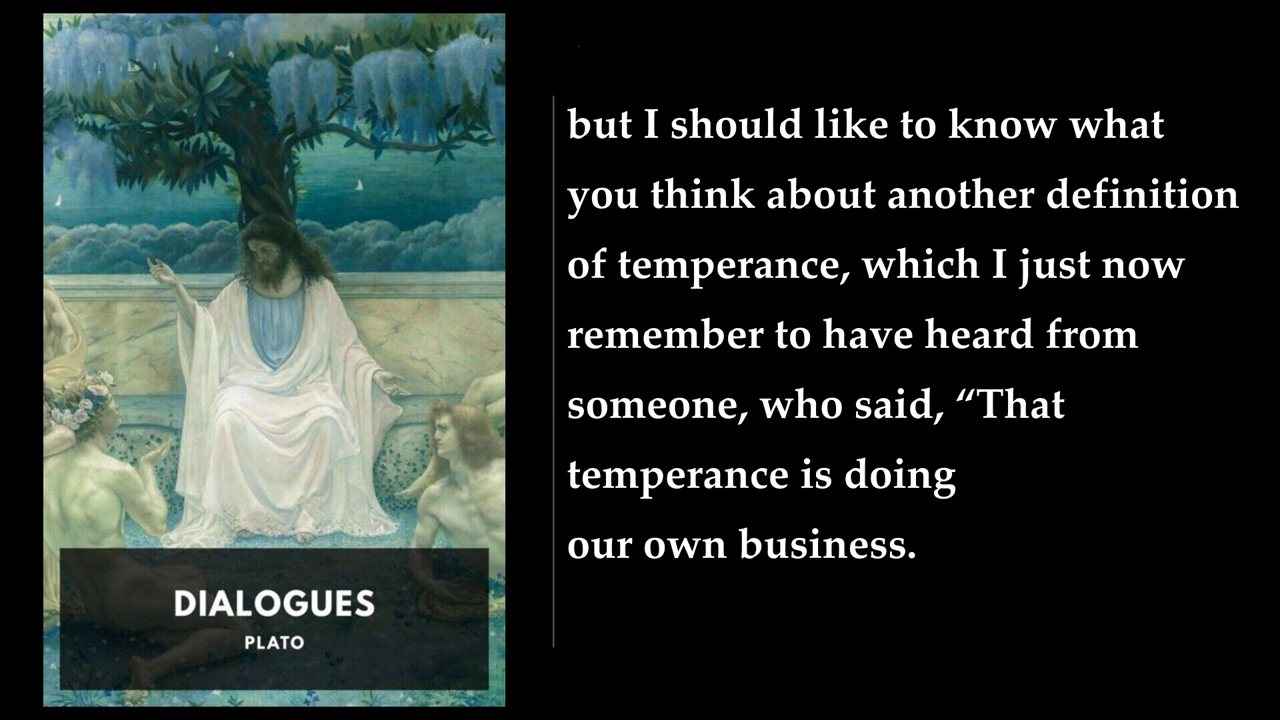 DIALOGUES
PLATO
but I should like to know what
you think about another definition
of temperance, which I just now
remember to have heard from
someone, who said, “That
temperance is doing
our own business.